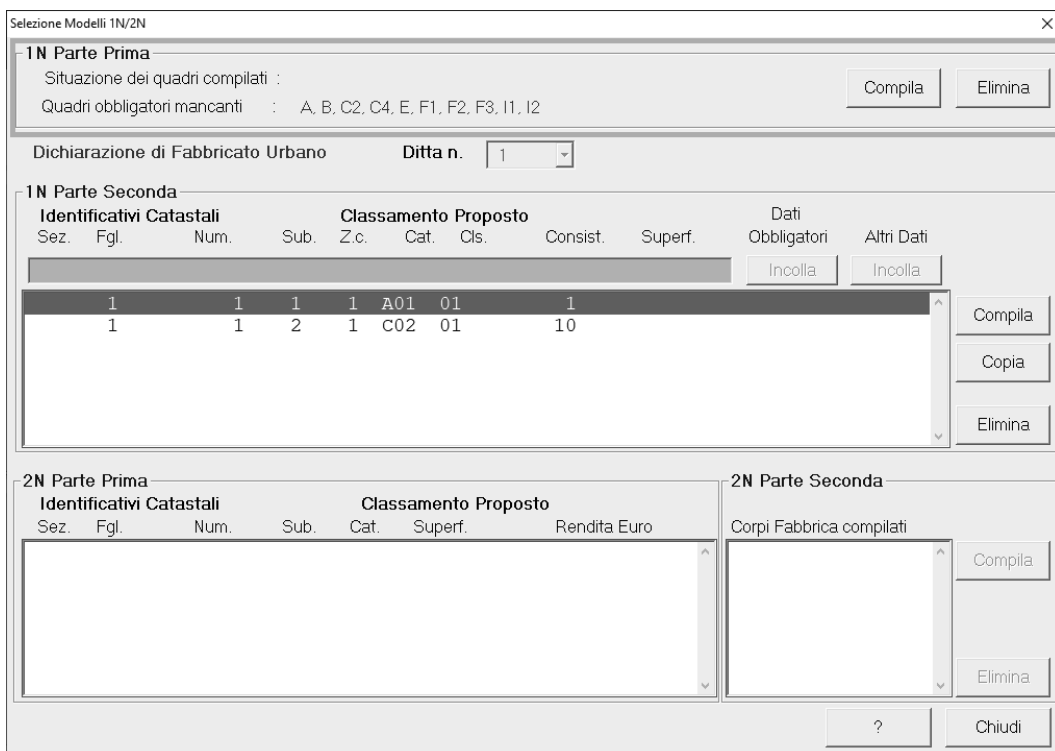 Selezione Modelli 1N/2N
1N Parte Prima
Situazione dei quadri compilati :
Quadri obbligatori mancanti : A, B, C2, C4, E, F1, F2, F3, I1, I2
Compila Elimina
Dichiarazione di Fabbricato Urbano Ditta n. 1
1N Parte Seconda
Identificativi Catastali Classamento Proposto Dati
Sez. Fgl. Num. Sub. Z.c. Cat. Cls. Consist. Superf. Obbligatori Altri Dati
Incolla Incolla
1 1 1 1 A01 01 1
1 1 2 1 C02 01 10
Compila
Copia
Elimina
2N Parte Prima
Identificativi Catastali Classamento Proposto
Sez. Fgl. Num. Sub. Cat. Superf. Rendita Euro
2N Parte Seconda
Corpi Fabbrica compilati
Compila
Elimina
? Chiudi